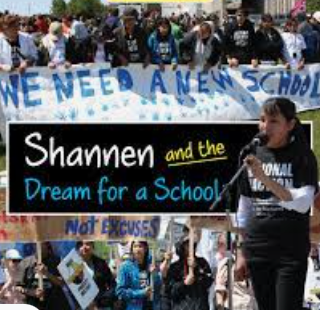 WE NEED A NEW SCHOOL
Shannen and the
Dream for a School
NOT EXCUSES